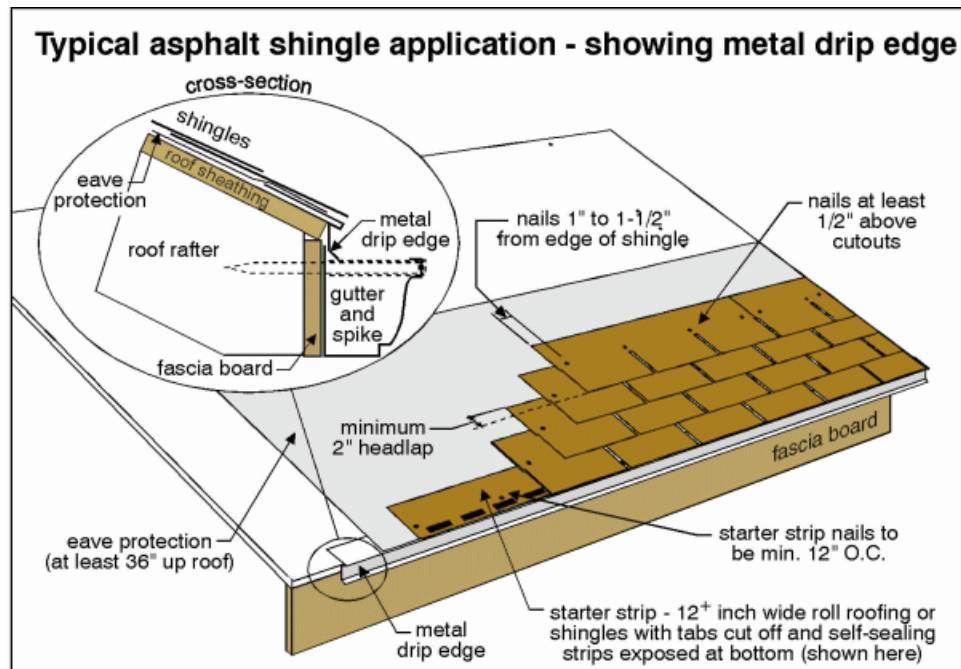 Typical asphalt shingle application - showing metal drip edge
cross-section
shingles
roof sheathing
eave
protection
metal
drip edge
roof rafter
gutter
and
spike
fascia board
nails 1" to 1-1/2"
from edge of shingle
nails at least
1/2" above
cutouts
minimum
2" headlap
fascia board
eave protection
(at least 36" up roof)
starter strip nails to
be min. 12" O.C.
metal
drip edge
starter strip - 12+ inch wide roll roofing or
shingles with tabs cut off and self-sealing
strips exposed at bottom (shown here)